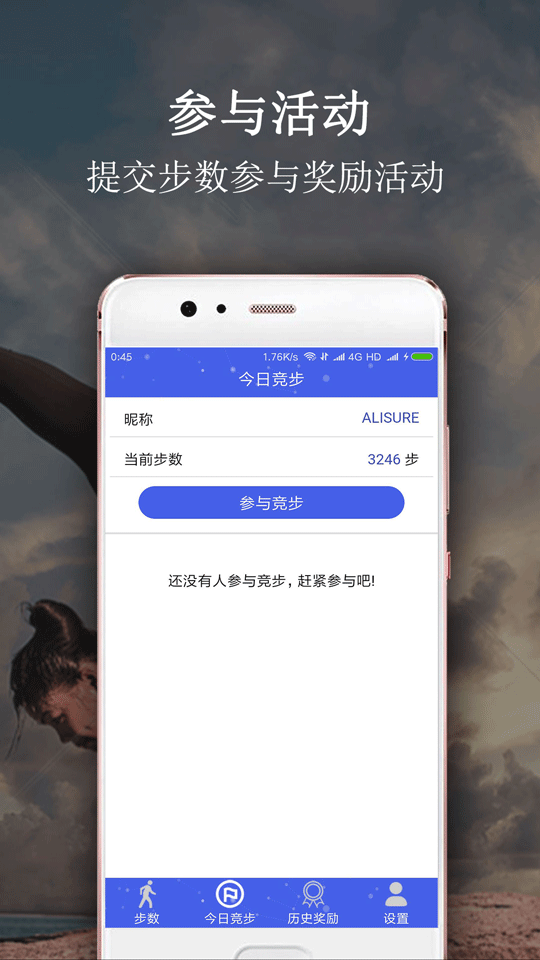 参与活动
提交步数参与奖励活动
0:45 1.76K/s 4G HD
今日竞步
昵称 ALISURE
当前步数 3246 步
参与竞步
还没有人参与竞步，赶紧参与吧!
步数 今日竞步 历史奖励 设置